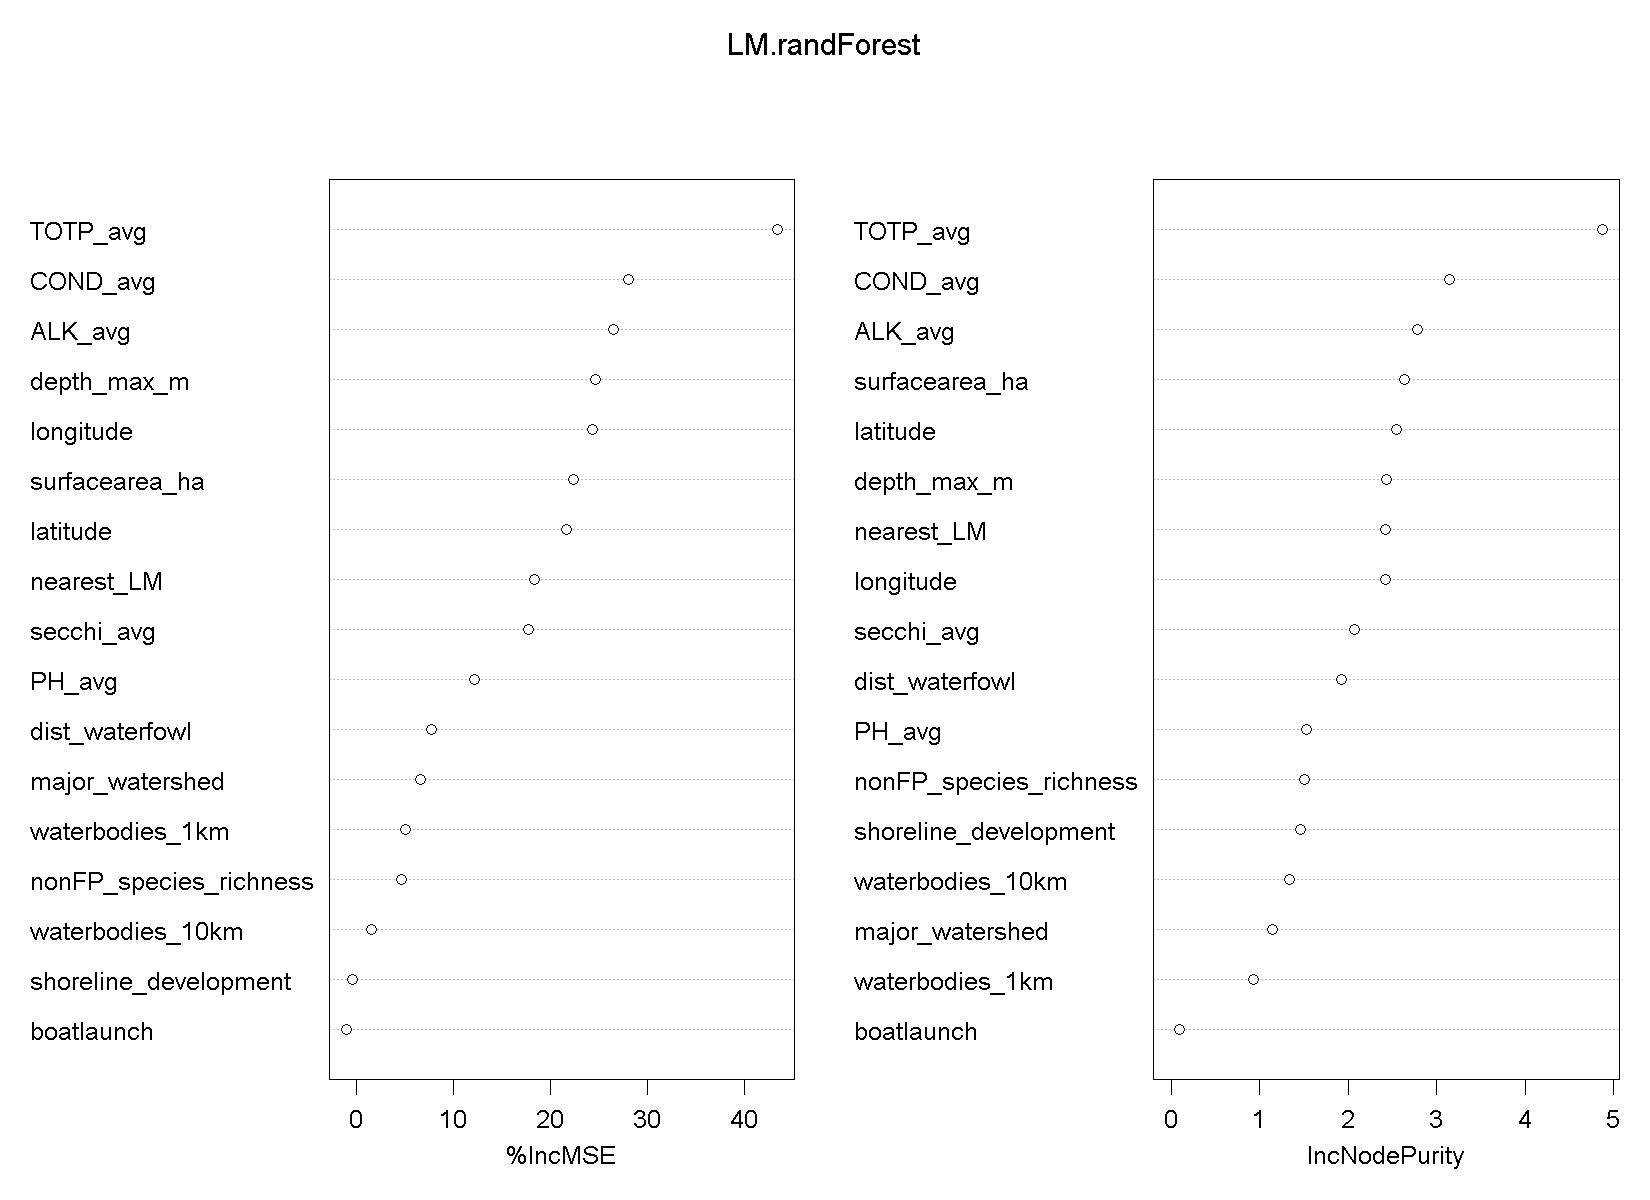 LM.randForest
TOTP_avg
COND_avg
ALK_avg
depth_max_m
longitude
surfacearea_ha
latitude
nearest_LM
secchi_avg
PH_avg
dist_waterfowl
major_watershed
waterbodies_1km
nonFP_species_richness
waterbodies_10km
shoreline_development
boatlaunch
0 10 20 30 40
%IncMSE
TOTP_avg
COND_avg
ALK_avg
surfacearea_ha
latitude
depth_max_m
nearest_LM
longitude
secchi_avg
dist_waterfowl
PH_avg
nonFP_species_richness
shoreline_development
waterbodies_10km
major_watershed
waterbodies_1km
boatlaunch
0 1 2 3 4 5
IncNodePurity